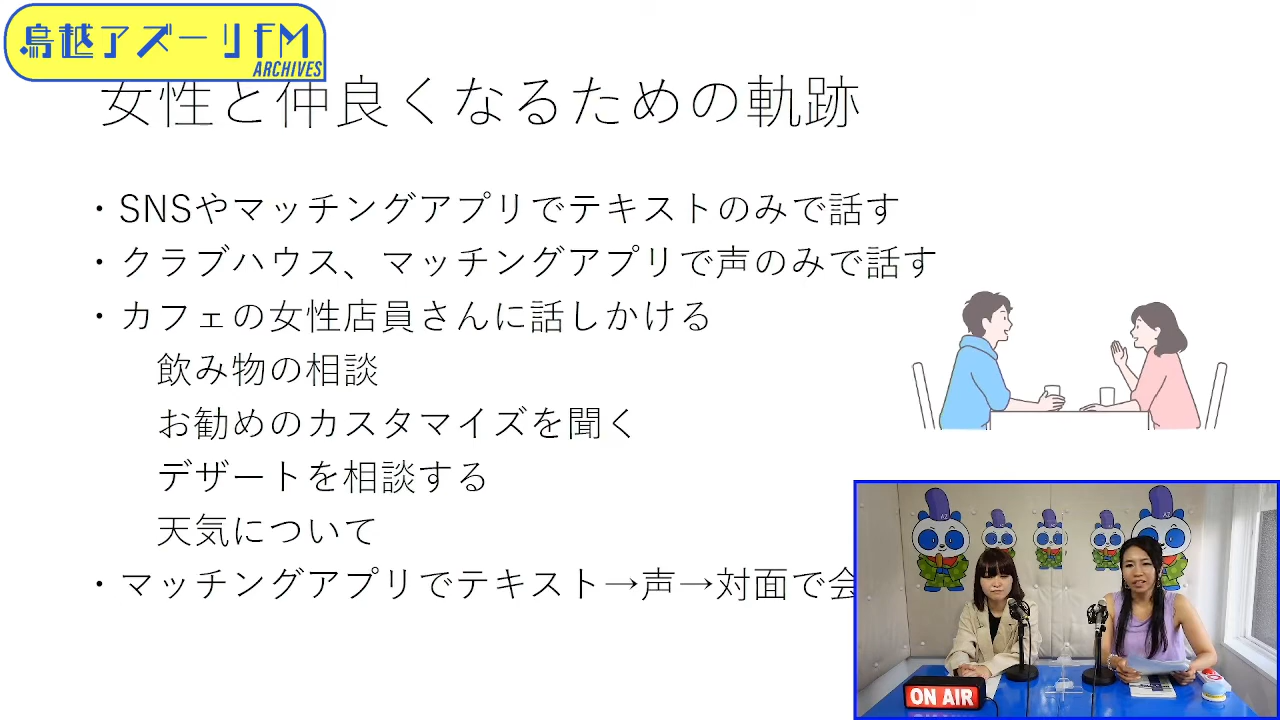 鳥越アズーリFM
ARCHIVES
女性と仲良くなるための軌跡
・SNSやマッチングアプリでテキストのみで話す
・クラブハウス、マッチングアプリで声のみで話す
・カフェの女性店員さんに話しかける
飲み物の相談
お勧めのカスタマイズを聞く
デザートを相談する
天気について
・マッチングアプリでテキスト→声→対面で会
ON AIR